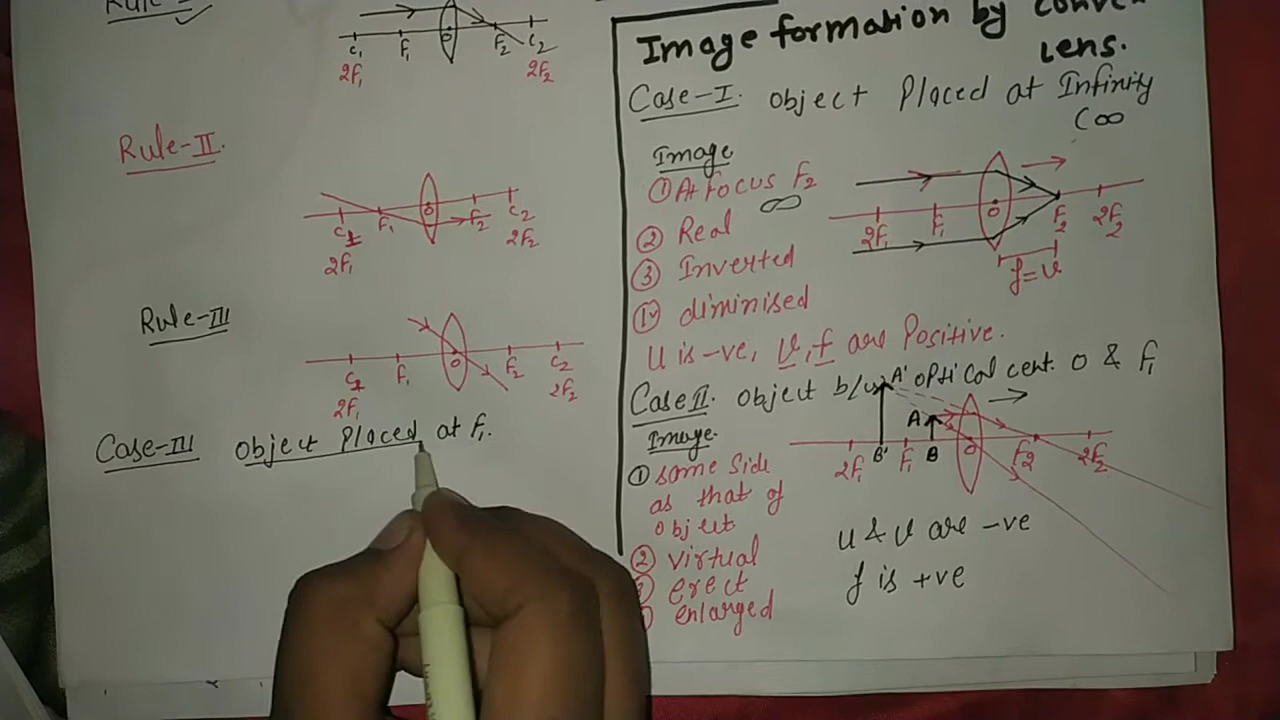 Rule-I
C1 F1 O F2 C2
2F1 2F2
Rule-II.
C1 F1 O F2 C2
2F1 2F2
Rule-III
C1 F1 O F2 C2
2F1 2F2
Case-III object Placed at F1.
Image formation by
Lens.
Case-I. object Placed at Infinity
(∞
Image
① At Focus F2
∞
② Real
③ Inverted
④ diminised
2F1 F1 O F2 2F2
f=v
u is -ve, v, f are Positive.
Case II. object b/w optical cent. O & F1
Image.
① same side
as that of
object
② virtual
erect
enlarged
A' A
2F1 B' F1 B O F2 2F2
u & v are -ve
f is +ve